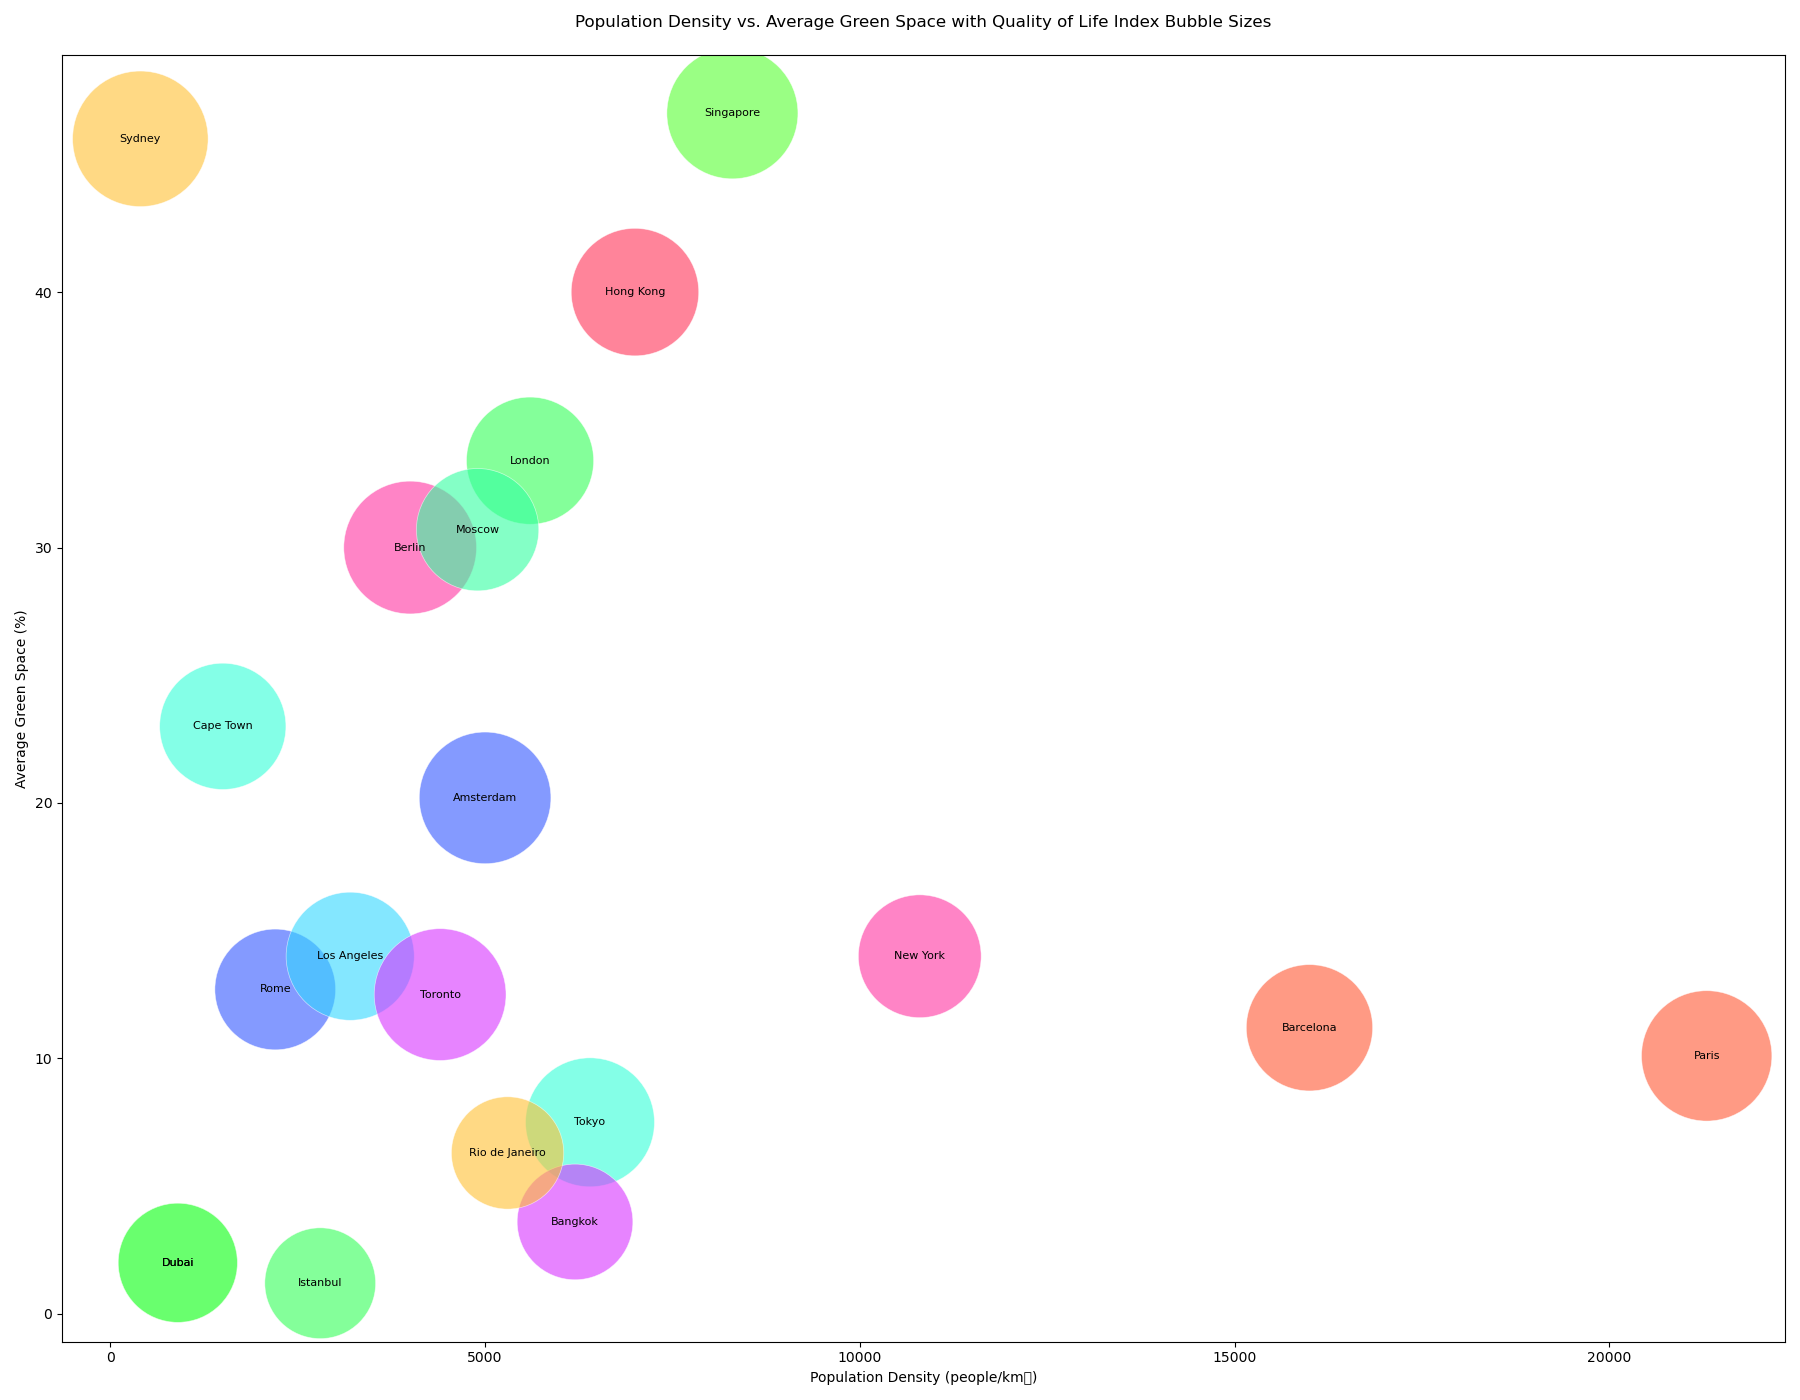 Population Density vs. Average Green Space with Quality of Life Index Bubble Sizes
Sydney
Singapore
40
Hong Kong
London
Moscow
30
Berlin
Average Green Space (%)
Cape Town
20
Amsterdam
Los Angeles
New York
Rome
Toronto
Barcelona
10
Paris
Tokyo
Rio de Janeiro
Bangkok
Dubai
Istanbul
0
0 5000 10000 15000 20000
Population Density (people/km▯)